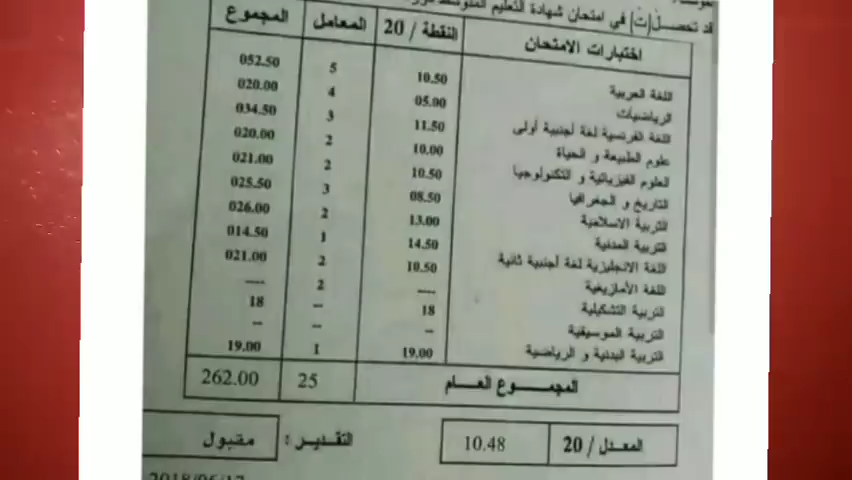 قد تحصل(ت) في امتحان شهادة التعليم المتوسط
اختبارات الامتحان النقطة / 20 المعامل المجموع
اللغة العربية 10.50 5 052.50
الرياضيات 05.00 4 020.00
اللغة الفرنسية لغة أجنبية أولى 11.50 3 034.50
علوم الطبيعة و الحياة 10.00 2 020.00
العلوم الفيزيائية و التكنولوجيا 10.50 2 021.00
التاريخ و الجغرافيا 08.50 3 025.50
التربية الاسلامية 13.00 2 026.00
التربية المدنية 14.50 1 014.50
اللغة الانجليزية لغة أجنبية ثانية 10.50 2 021.00
اللغة الأمازيغية ---- 2 ----
التربية التشكيلية 18 -- 18
التربية الموسيقية -- -- --
التربية البدنية و الرياضية 19.00 1 19.00
المجموع العام 25 262.00
المعدل / 20 10.48 التقدير : مقبول